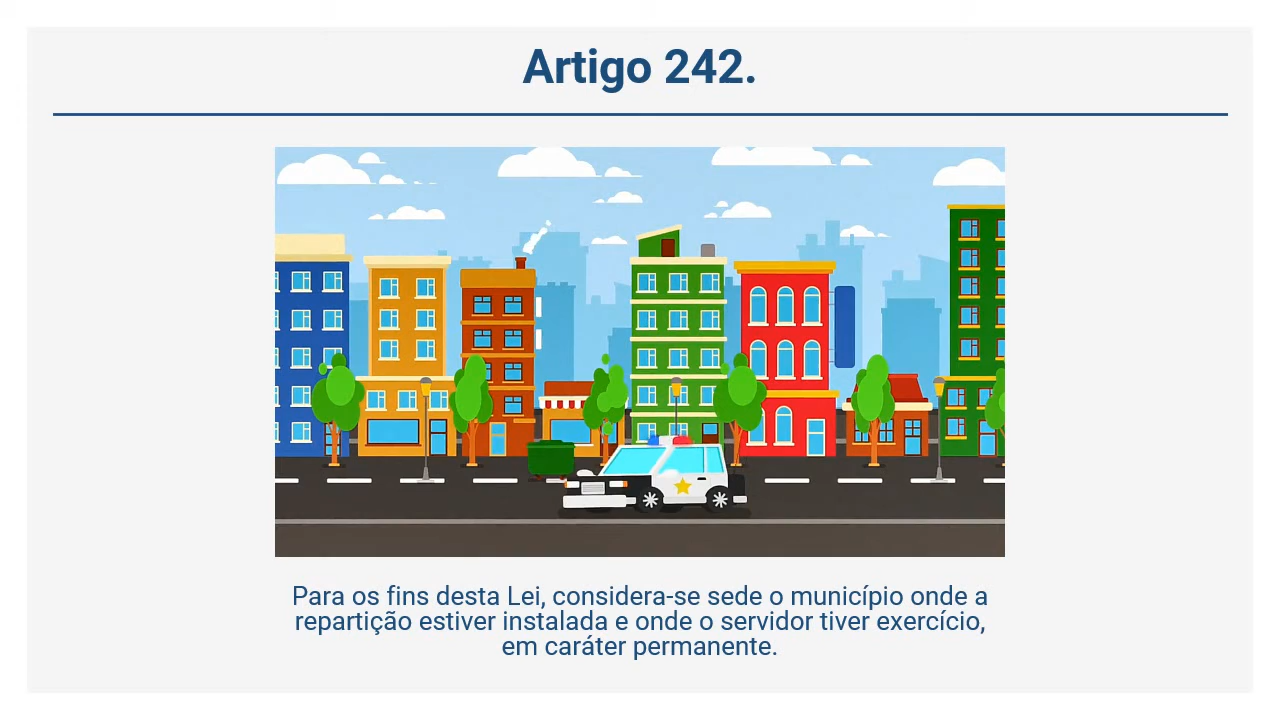 Artigo 242.
Para os fins desta Lei, considera-se sede o município onde a
repartição estiver instalada e onde o servidor tiver exercício,
em caráter permanente.